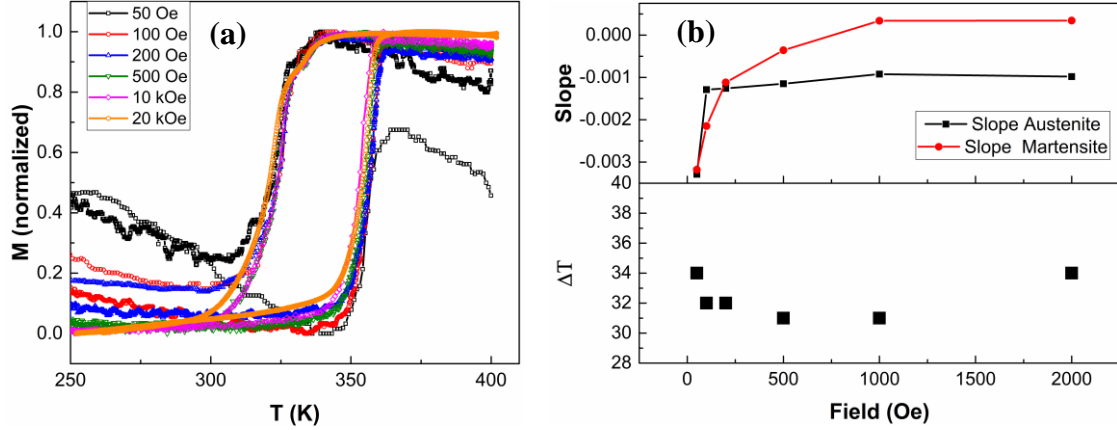 (a)
50 Oe
100 Oe
200 Oe
500 Oe
10 kOe
20 kOe
M (normalized)
1.0
0.8
0.6
0.4
0.2
0.0
250
300
350
400
T (K)
(b)
Slope
0.000
-0.001
-0.002
-0.003
Slope Austenite
Slope Martensite
ΔT
40
38
36
34
32
30
28
0
500
1000
1500
2000
Field (Oe)